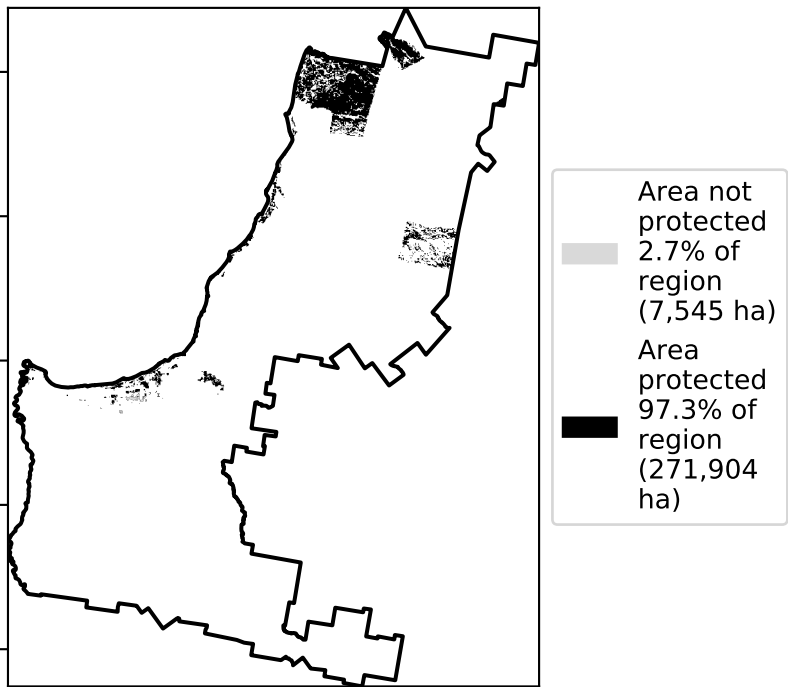 Area not
protected
2.7% of
region
(7,545 ha)
Area
protected
97.3% of
region
(271,904
ha)